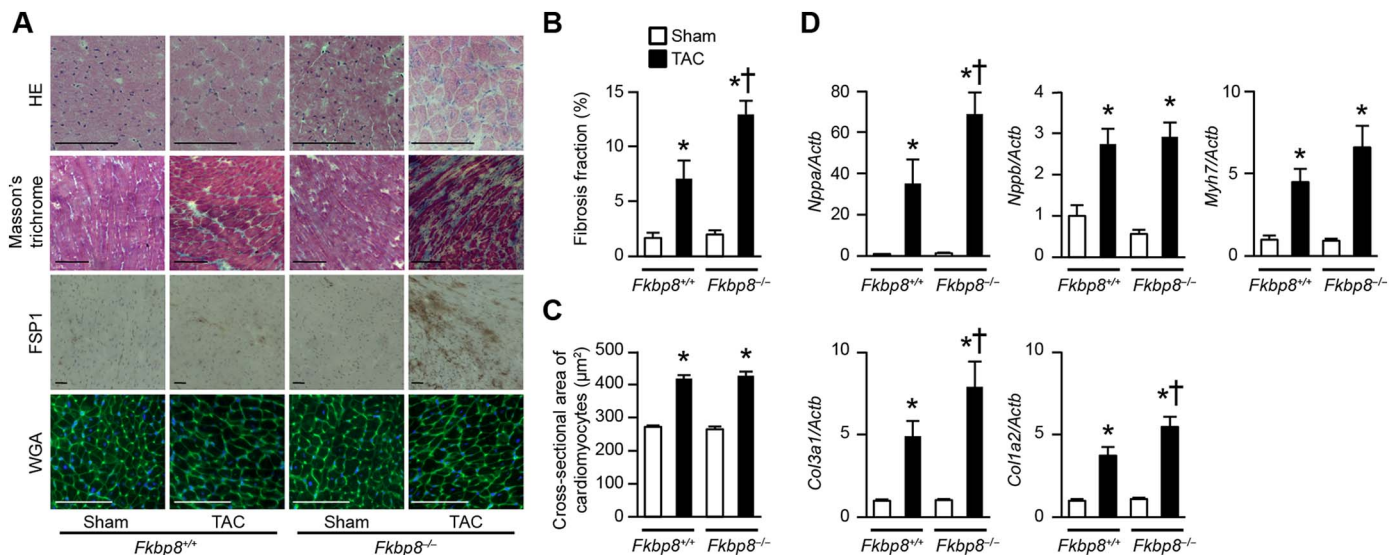 A
HE
Masson's
trichrome
FSP1
WGA
Sham
TAC
Sham
TAC
Fkbp8+/+
Fkbp8–/–
B
Sham
TAC
Fibrosis fraction (%)
15
10
5
0
*
*†
Fkbp8+/+
Fkbp8–/–
C
Cross-sectional area of
cardiomyocytes (µm²)
500
400
300
200
100
0
*
*
Fkbp8+/+
Fkbp8–/–
D
Nppa/Actb
80
60
40
20
0
*
*†
Fkbp8+/+
Fkbp8–/–
Nppb/Actb
4
3
2
1
0
*
*
Fkbp8+/+
Fkbp8–/–
Myh7/Actb
10
5
0
*
*
Fkbp8+/+
Fkbp8–/–
Col3a1/Actb
10
5
0
*
*†
Fkbp8+/+
Fkbp8–/–
Col1a2/Actb
10
5
0
*
*†
Fkbp8+/+
Fkbp8–/–